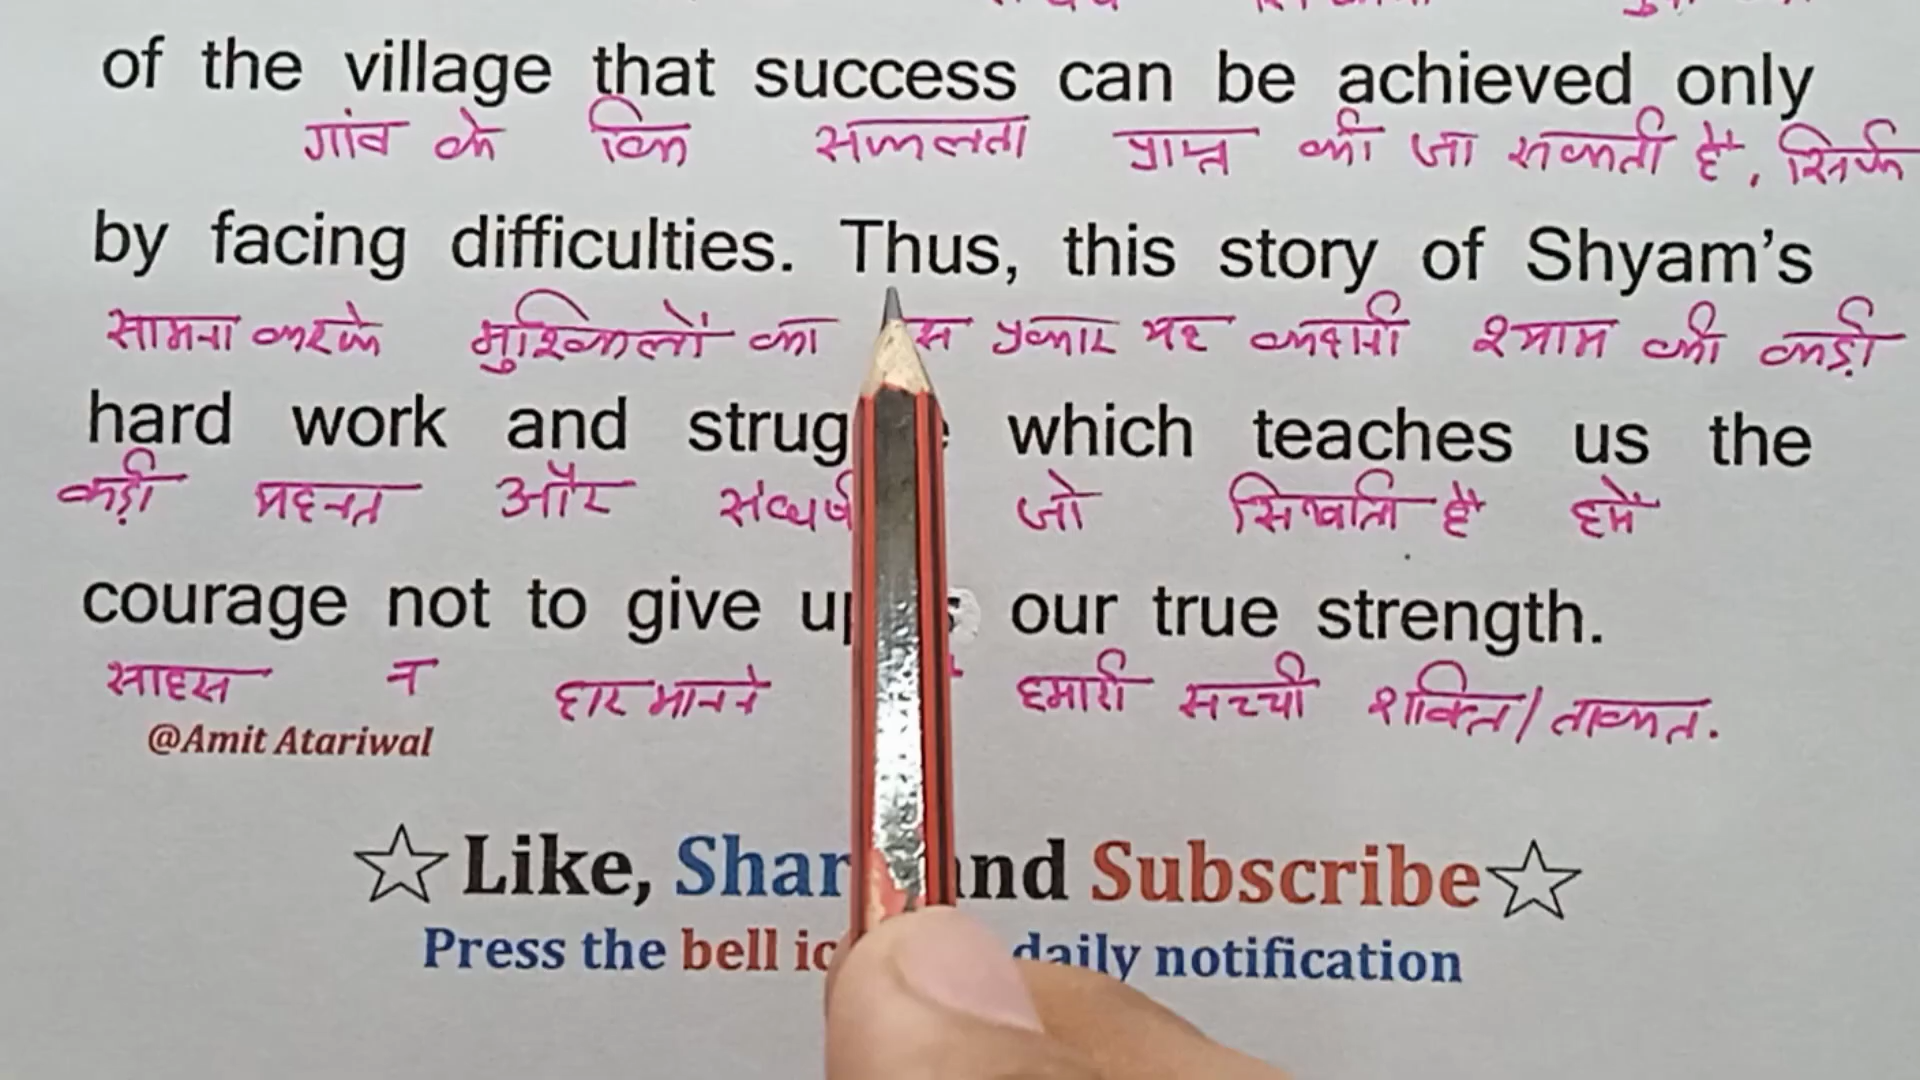 of the village that success can be achieved only
गांव के कि सफलता प्राप्त की जा सकती है, सिर्फ
by facing difficulties. Thus, this story of Shyam’s
सामना करके मुश्किलों का स प्रकार यह कहानी श्याम की कड़ी
hard work and strug which teaches us the
कड़ी मेहनत और संघर्ष जो सिखाती है हमें
courage not to give up s our true strength.
साहस न हार मानने हमारी सच्ची शक्ति/ताकत.
@Amit Atariwal
☆ Like, Shar and Subscribe ☆
Press the bell ic daily notification